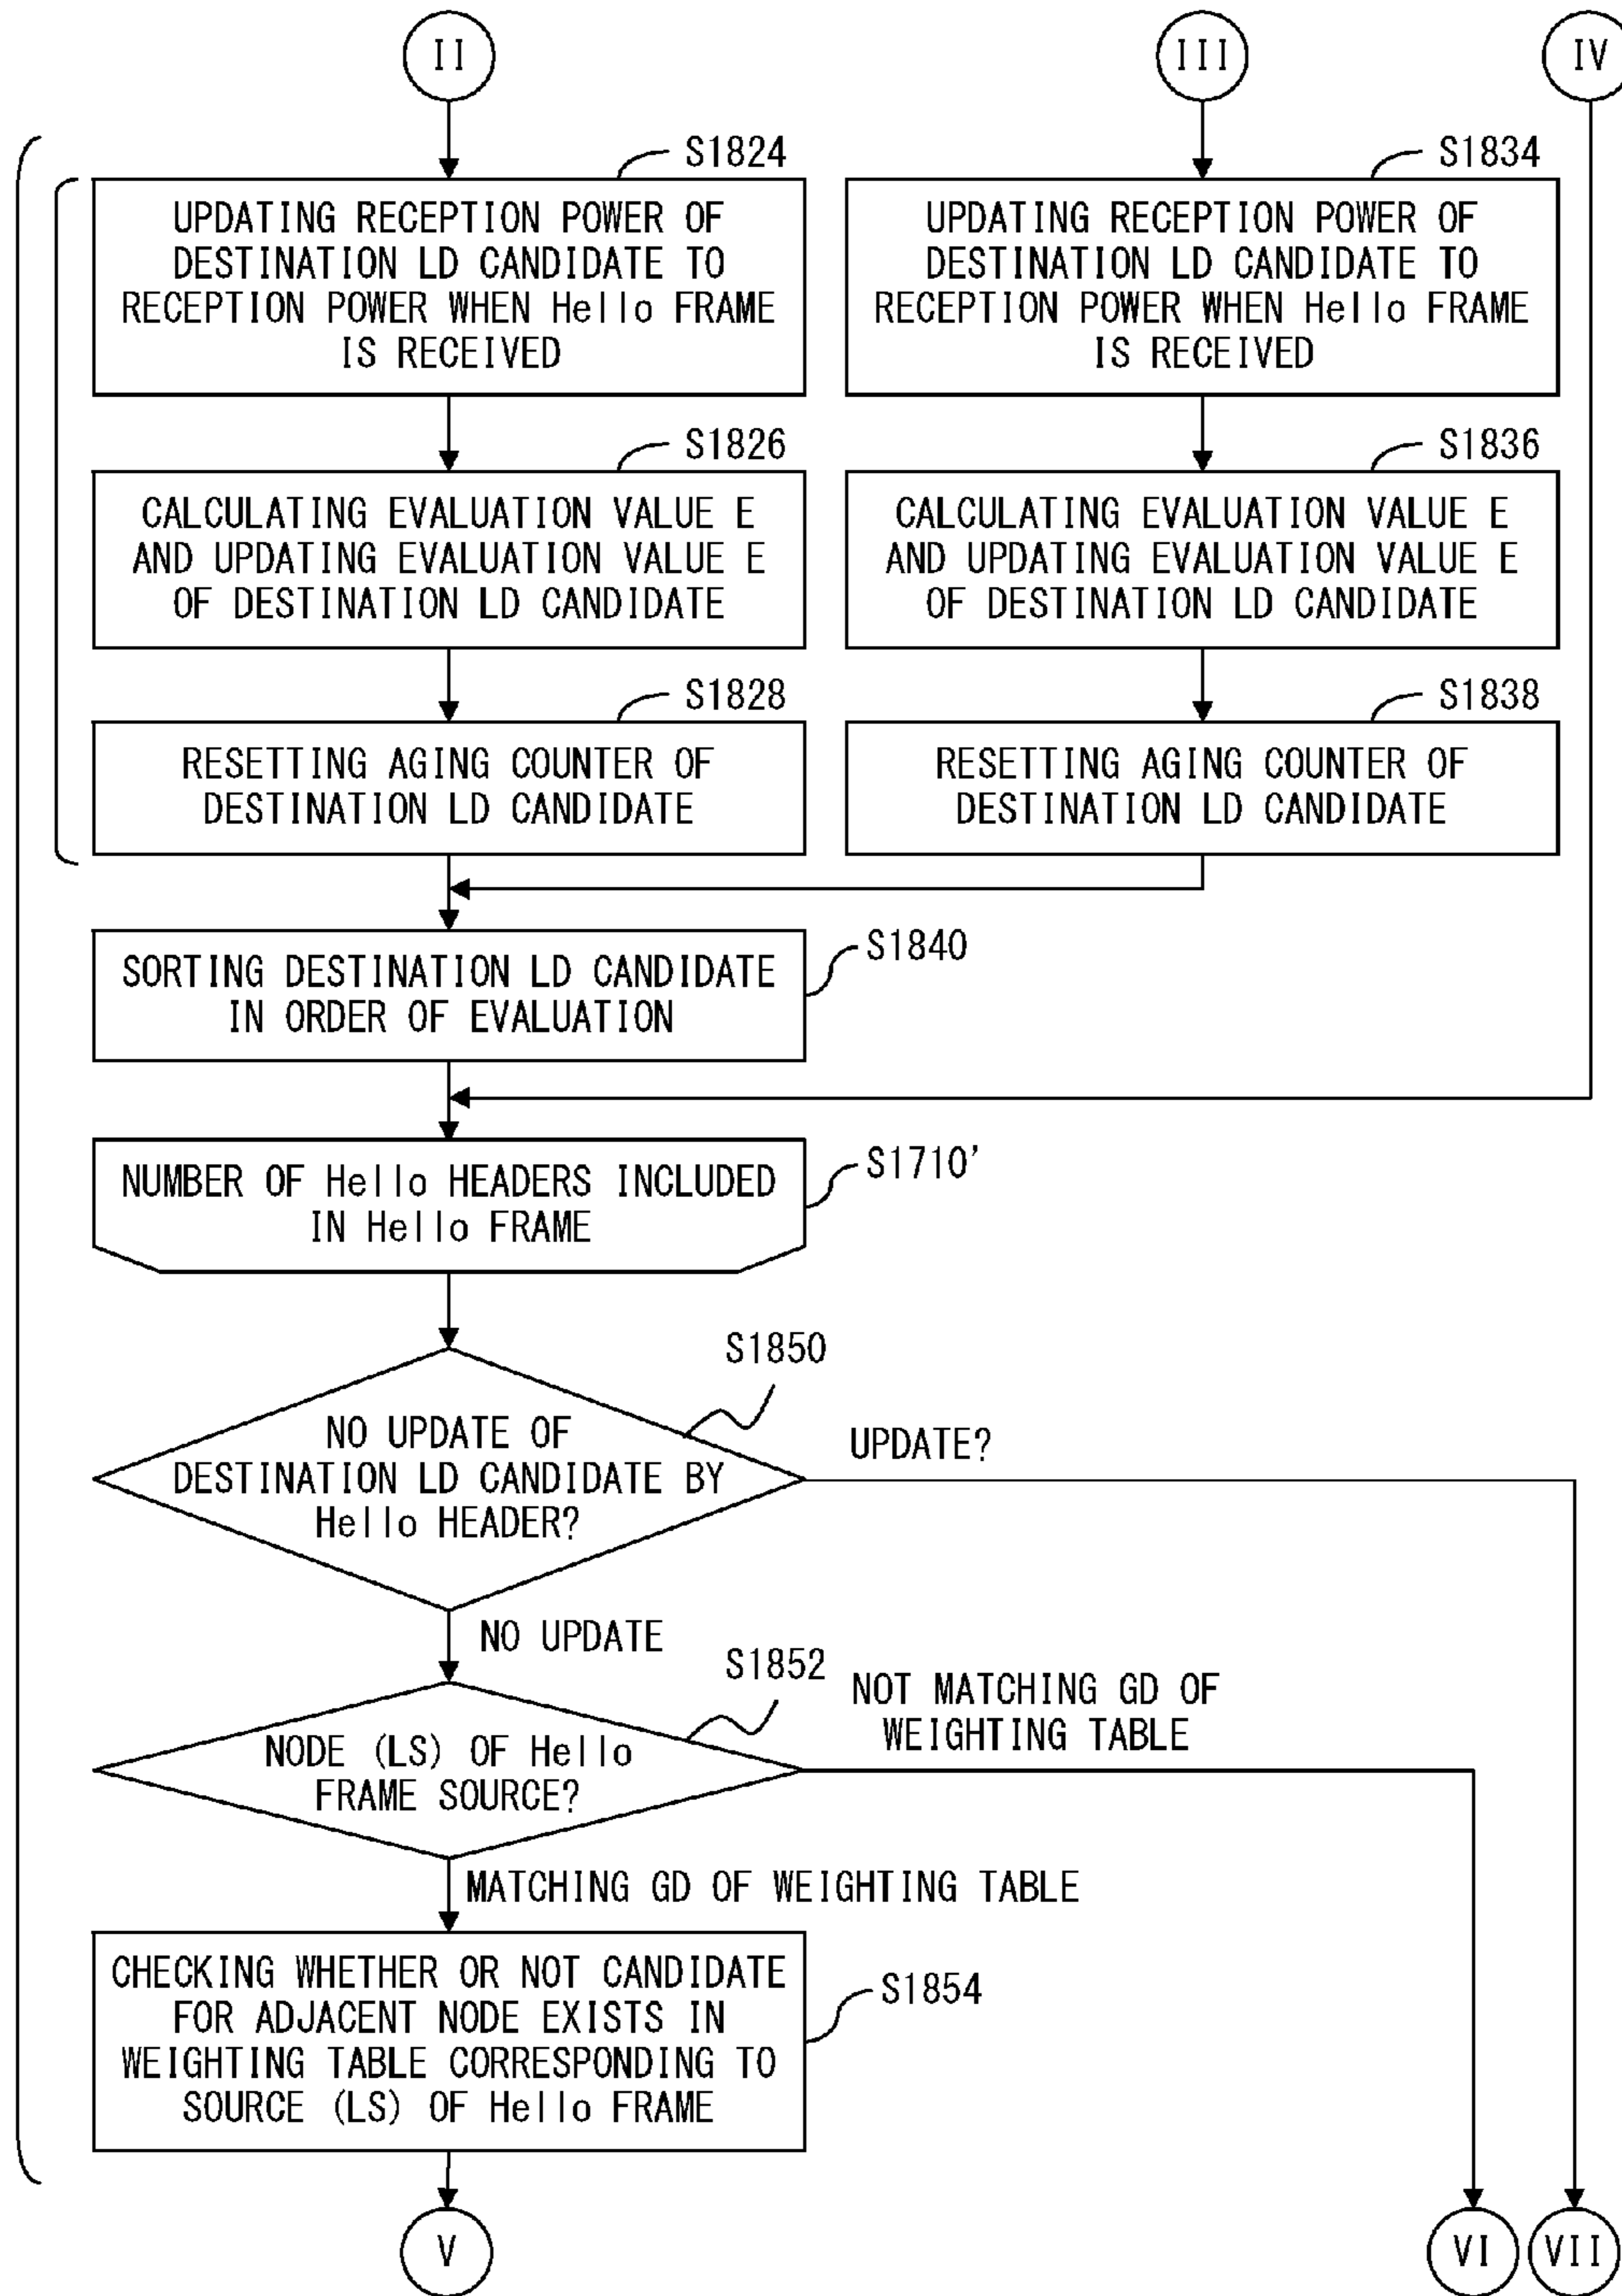 II
III
IV
S1824
UPDATING RECEPTION POWER OF
DESTINATION LD CANDIDATE TO
RECEPTION POWER WHEN Hello FRAME
IS RECEIVED
S1834
UPDATING RECEPTION POWER OF
DESTINATION LD CANDIDATE TO
RECEPTION POWER WHEN Hello FRAME
IS RECEIVED
S1826
CALCULATING EVALUATION VALUE E
AND UPDATING EVALUATION VALUE E
OF DESTINATION LD CANDIDATE
S1836
CALCULATING EVALUATION VALUE E
AND UPDATING EVALUATION VALUE E
OF DESTINATION LD CANDIDATE
S1828
RESETTING AGING COUNTER OF
DESTINATION LD CANDIDATE
S1838
RESETTING AGING COUNTER OF
DESTINATION LD CANDIDATE
S1840
SORTING DESTINATION LD CANDIDATE
IN ORDER OF EVALUATION
S1710'
NUMBER OF Hello HEADERS INCLUDED
IN Hello FRAME
S1850
NO UPDATE OF
DESTINATION LD CANDIDATE BY
Hello HEADER?
UPDATE?
NO UPDATE
S1852
NODE (LS) OF Hello
FRAME SOURCE?
NOT MATCHING GD OF
WEIGHTING TABLE
MATCHING GD OF WEIGHTING TABLE
CHECKING WHETHER OR NOT CANDIDATE
FOR ADJACENT NODE EXISTS IN
WEIGHTING TABLE CORRESPONDING TO
SOURCE (LS) OF Hello FRAME
S1854
V
VI
VII